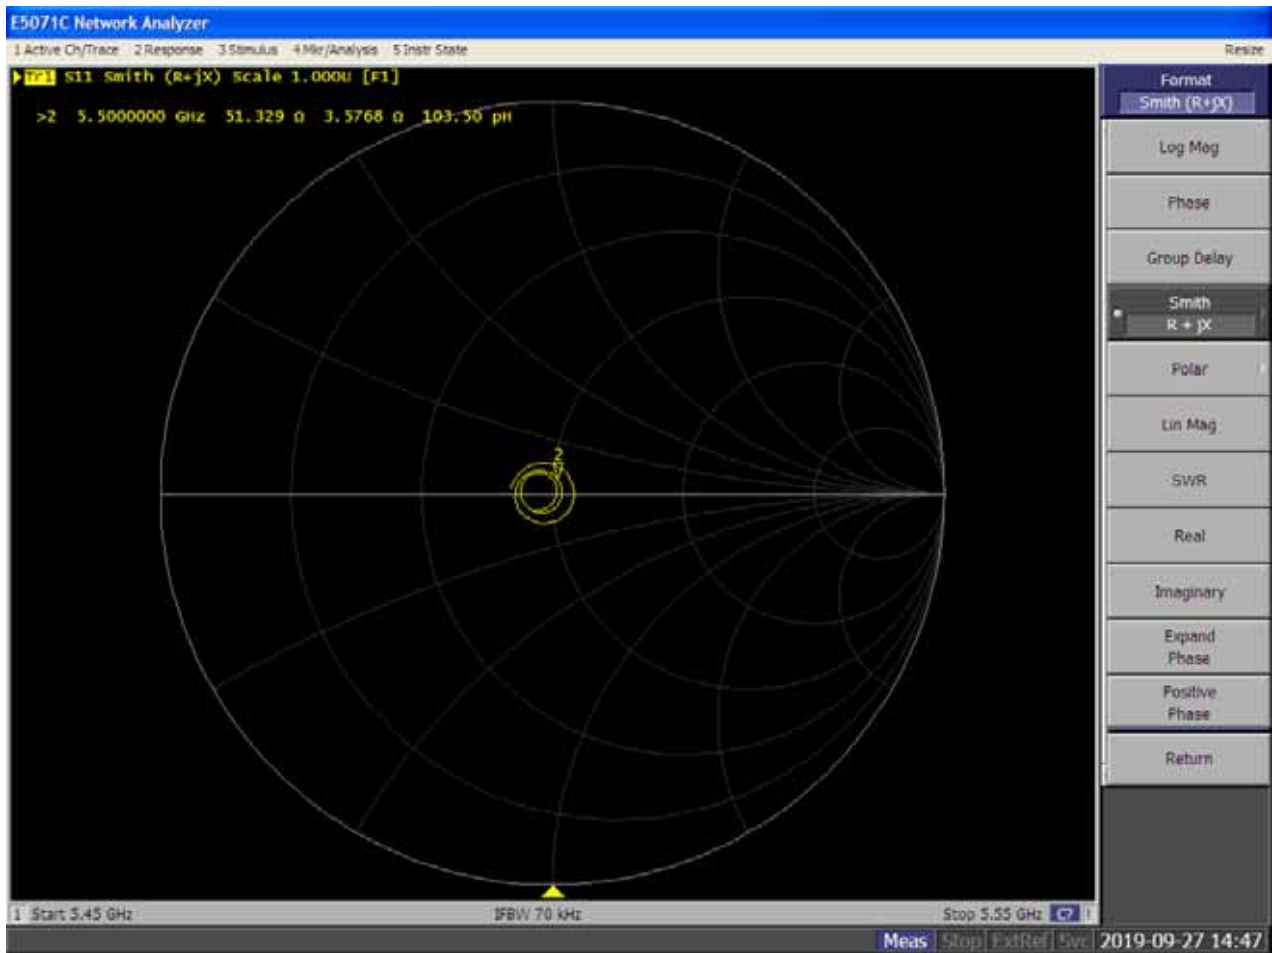 E5071C Network Analyzer
1 Active Ch/Trace 2 Response 3 Stimulus 4 Mkr/Analysis 5 Instr State Resize
Tr1 S11 Smith (R+jX) Scale 1.000U [F1]
>2 5.5000000 GHz 51.329 Ω 3.5768 Ω 103.50 pH
2
Format
Smith (R+jX)
Log Mag
Phase
Group Delay
Smith
R + jX
Polar
Lin Mag
SWR
Real
Imaginary
Expand
Phase
Positive
Phase
Return
1 Start 5.45 GHz IFBW 70 kHz Stop 5.55 GHz C? !
Meas Stop ExtRef Svc 2019-09-27 14:47